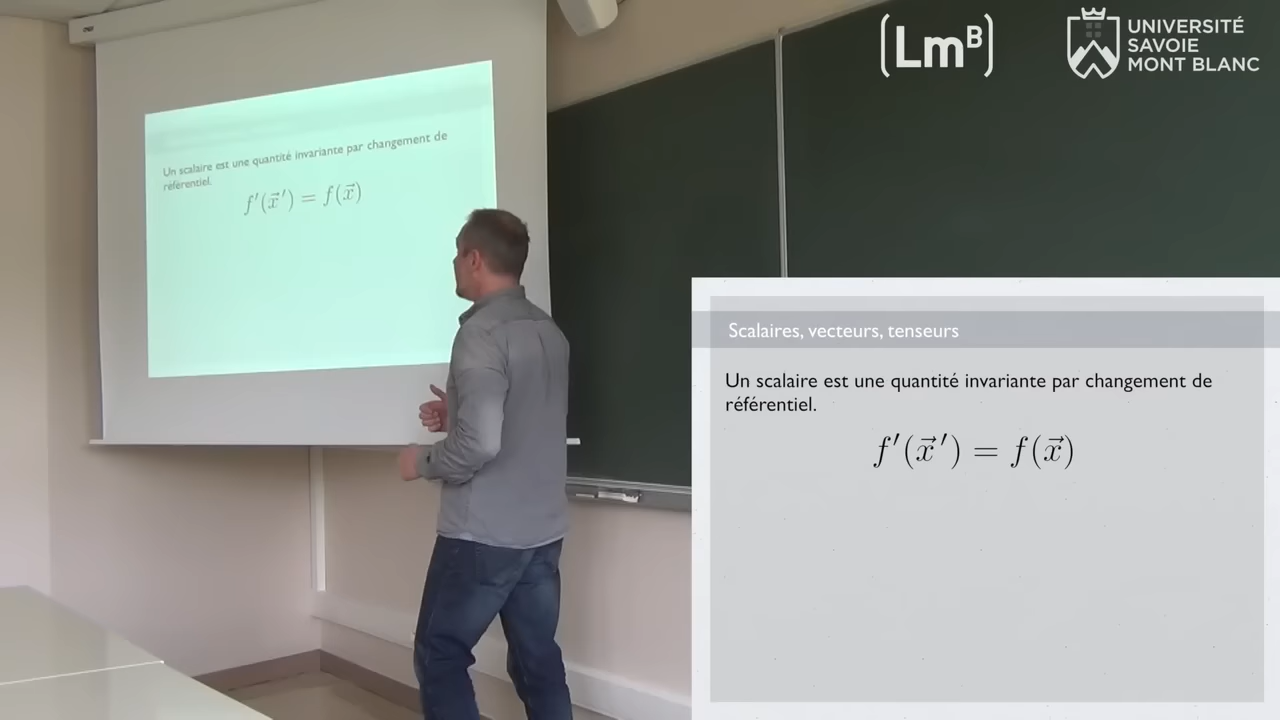 (LmB)
UNIVERSITÉ
SAVOIE
MONT BLANC
Un scalaire est une quantité invariante par changement de
référentiel.
f′(x⃗′) = f(x⃗)
Scalaires, vecteurs, tenseurs
Un scalaire est une quantité invariante par changement de
référentiel.
f′(x⃗′) = f(x⃗)